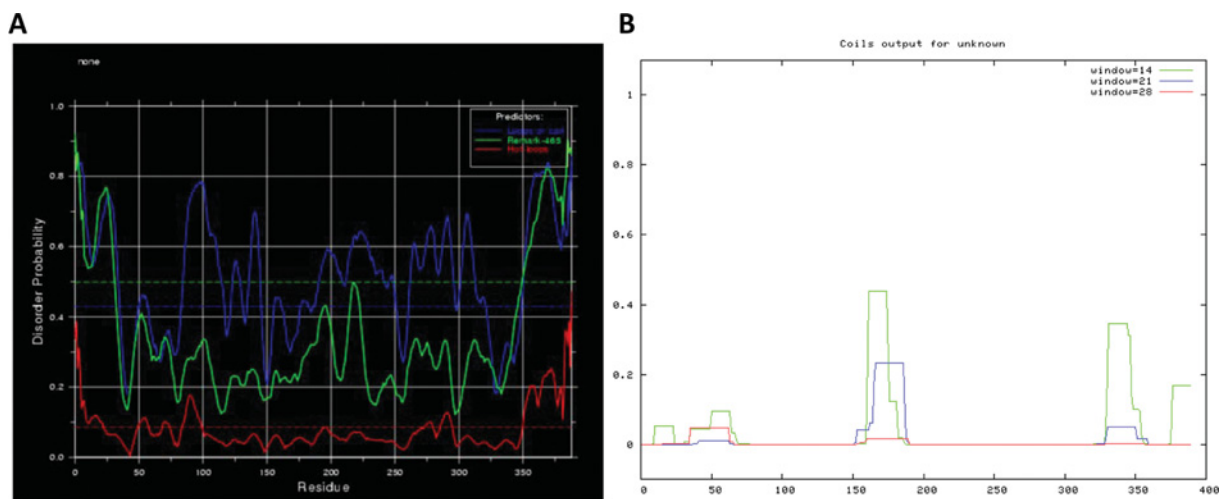 A
B
none
Coils output for unknown
1.0
0.8
0.6
0.4
0.2
0.0
Disorder Probability
Predictors:
Remark-465
Hot-loops
0 50 100 150 200 250 300 350
Residue
window=14
window=21
window=28
1
0.8
0.6
0.4
0.2
0
0 50 100 150 200 250 300 350 400